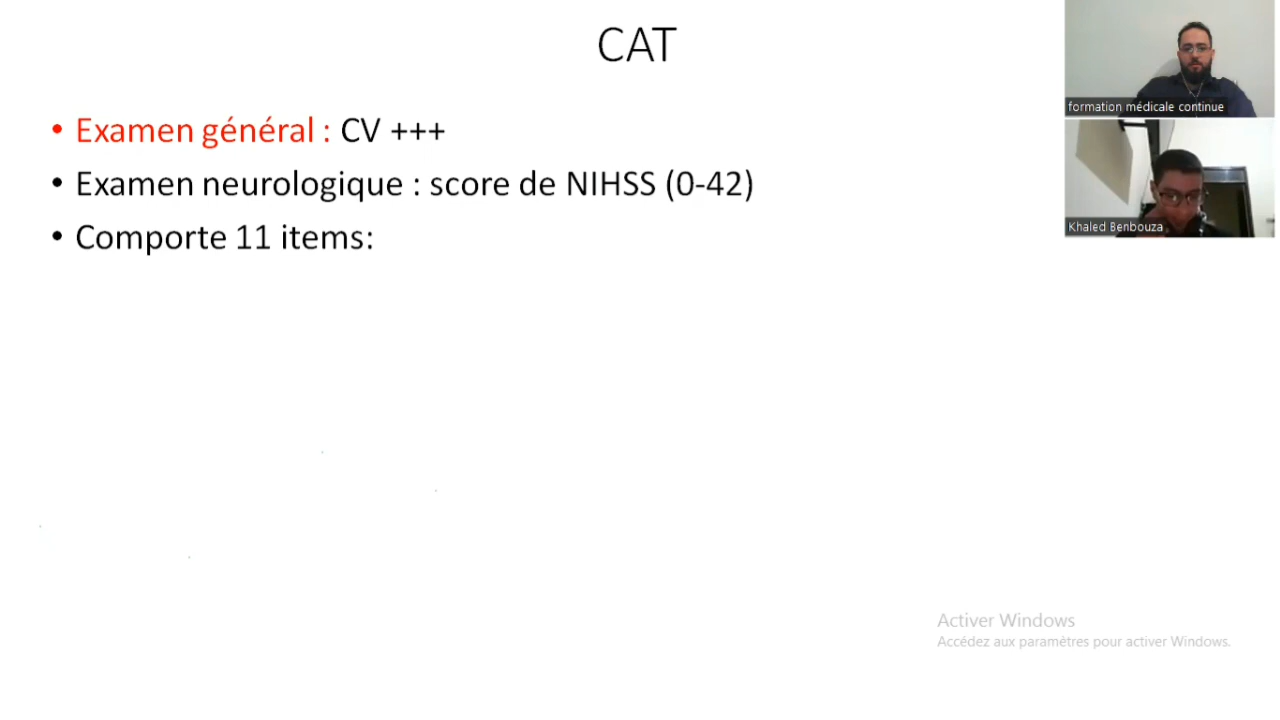 CAT
• Examen général : CV +++
• Examen neurologique : score de NIHSS (0-42)
• Comporte 11 items:
formation médicale continue
Khaled Benbouza
Activer Windows
Accédez aux paramètres pour activer Windows.